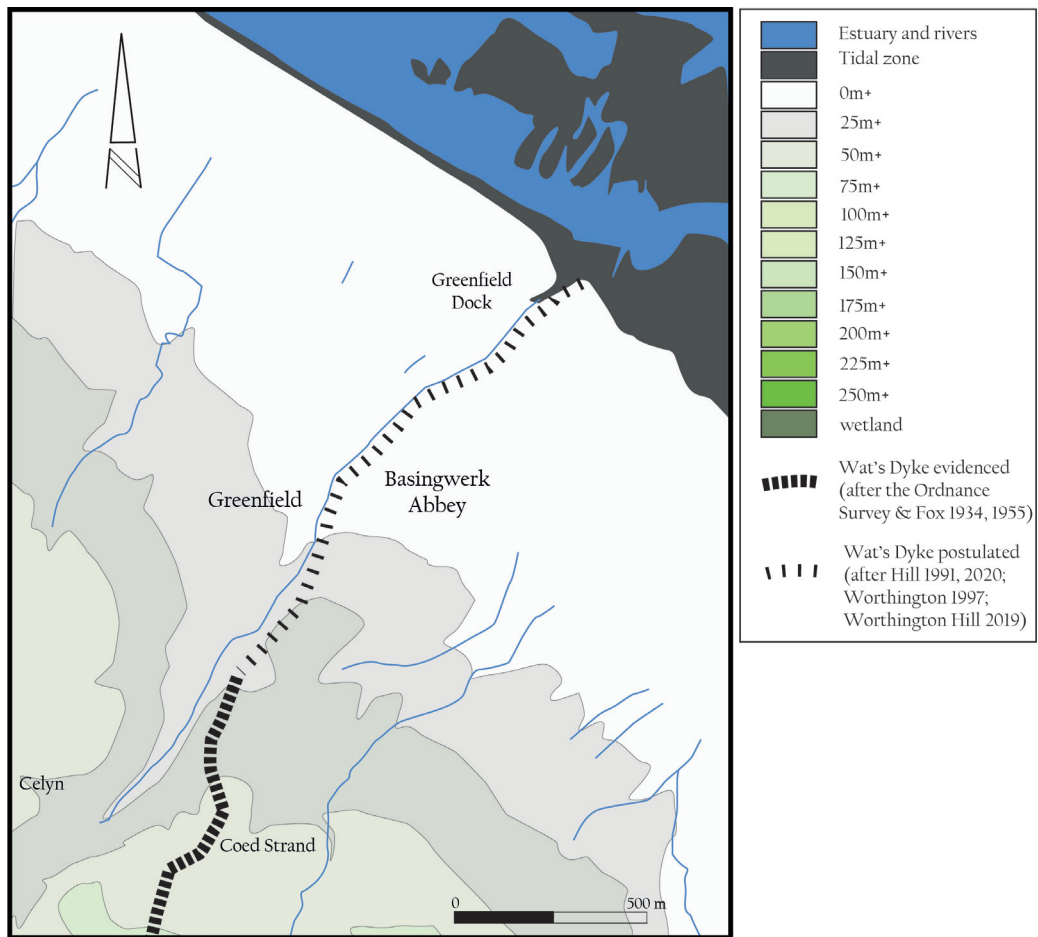 Greenfield
Dock
Greenfield
Basingwerk
Abbey
Celyn
Coed Strand
0
500 m
N
Estuary and rivers
Tidal zone
0m+
25m+
50m+
75m+
100m+
125m+
150m+
175m+
200m+
225m+
250m+
wetland
Wat's Dyke evidenced
(after the Ordnance
Survey & Fox 1934, 1955)
Wat's Dyke postulated
(after Hill 1991, 2020;
Worthington 1997;
Worthington Hill 2019)